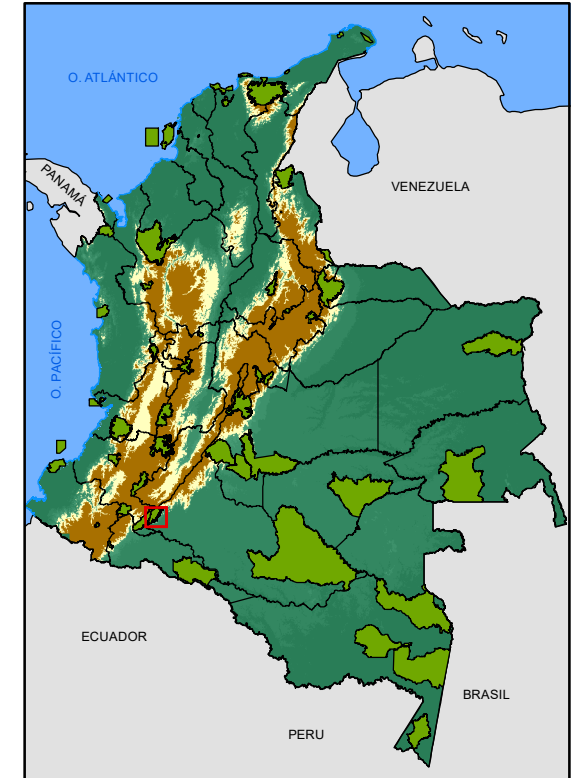 O. ATLÁNTICO
PANAMÁ
VENEZUELA
O. PACÍFICO
ECUADOR
BRASIL
PERU